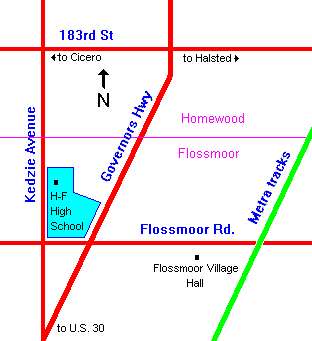 183rd St
to Cicero
to Halsted
N
Kedzie Avenue
Governors Hwy
Homewood
Flossmoor
Metra tracks
H-F
High
School
Flossmoor Rd.
Flossmoor Village
Hall
to U.S. 30